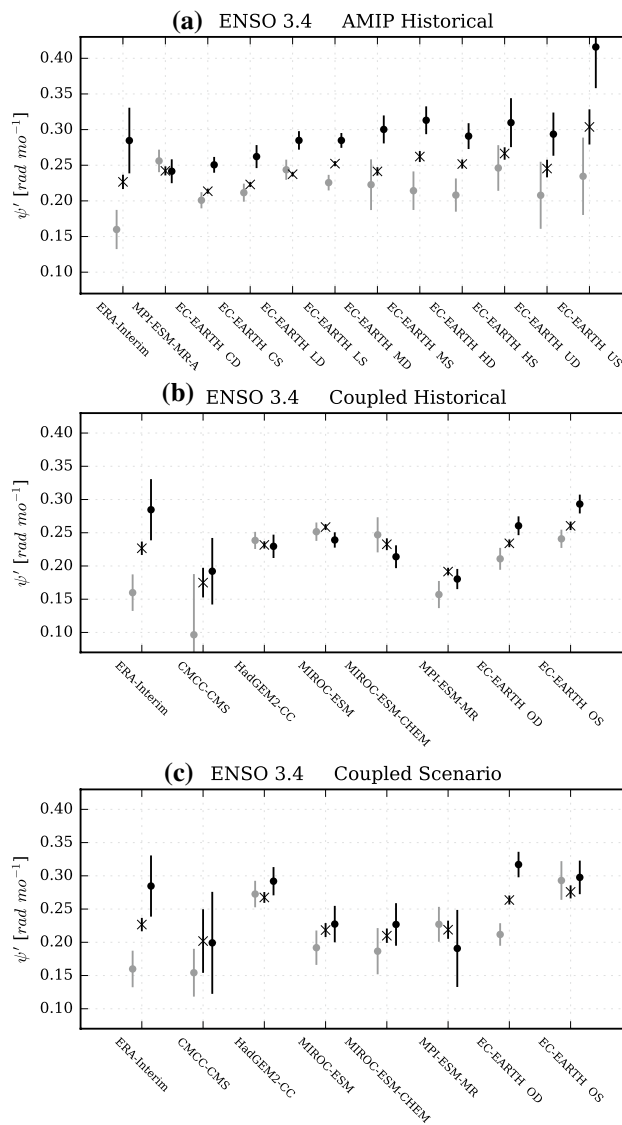 (a) ENSO 3.4 AMIP Historical
0.40
0.35
0.30
0.25
0.20
0.15
0.10
ψ′ [rad mo⁻¹]
ERA-Interim
MPI-ESM-MR-A
EC-EARTH CD
EC-EARTH CS
EC-EARTH LD
EC-EARTH LS
EC-EARTH MD
EC-EARTH MS
EC-EARTH HD
EC-EARTH HS
EC-EARTH UD
EC-EARTH US
(b) ENSO 3.4 Coupled Historical
0.40
0.35
0.30
0.25
0.20
0.15
0.10
ψ′ [rad mo⁻¹]
ERA-Interim
CMCC-CMS
HadGEM2-CC
MIROC-ESM
MIROC-ESM-CHEM
MPI-ESM-MR
EC-EARTH OD
EC-EARTH OS
(c) ENSO 3.4 Coupled Scenario
0.40
0.35
0.30
0.25
0.20
0.15
0.10
ψ′ [rad mo⁻¹]
ERA-Interim
CMCC-CMS
HadGEM2-CC
MIROC-ESM
MIROC-ESM-CHEM
MPI-ESM-MR
EC-EARTH OD
EC-EARTH OS